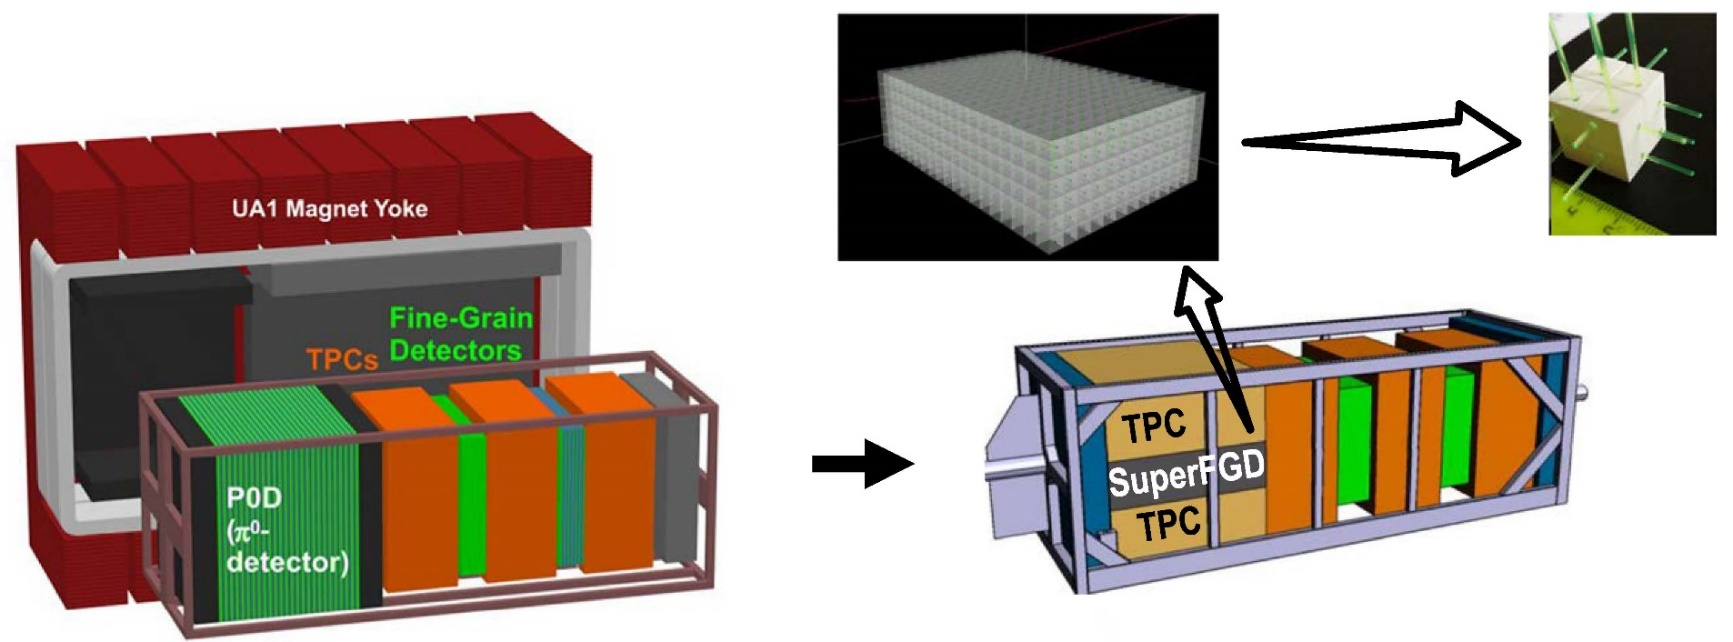 UA1 Magnet Yoke
Fine-Grain
TPCs Detectors
P0D
(π⁰-
detector)
TPC
SuperFGD
TPC